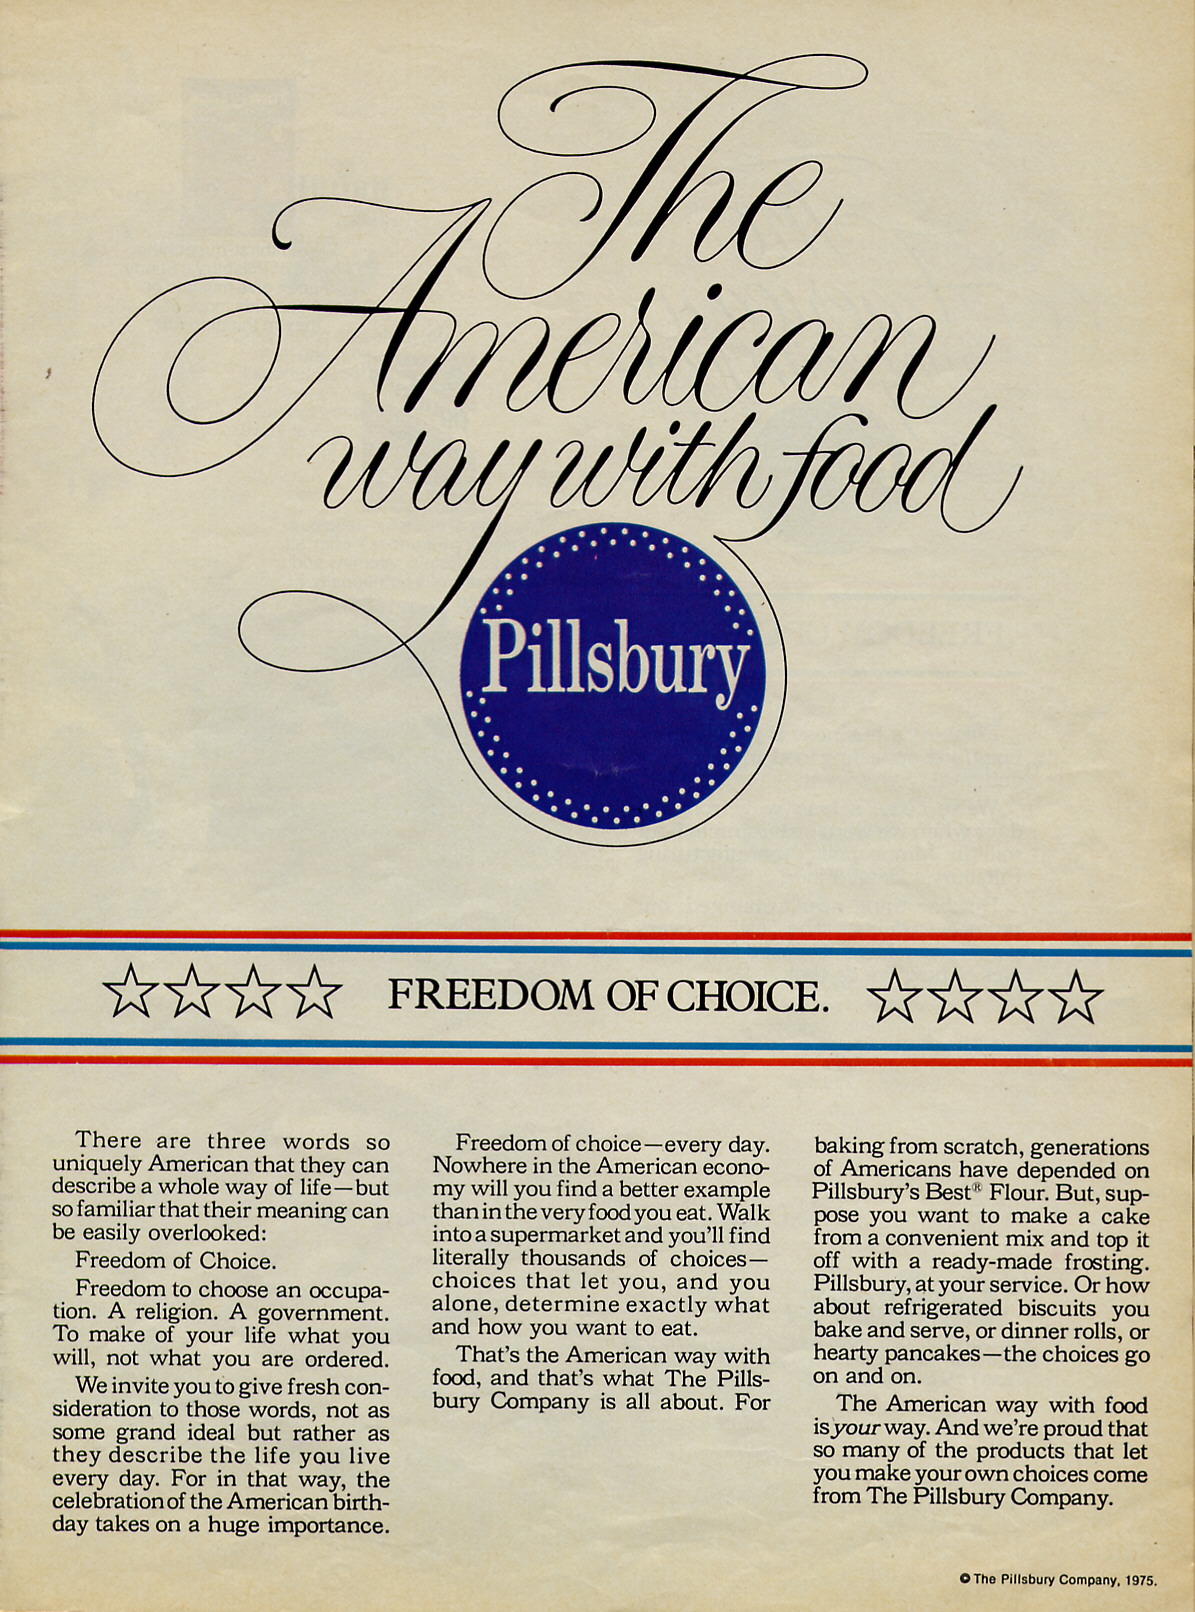 The
American
way with food
Pillsbury
FREEDOM OF CHOICE.
There are three words so
uniquely American that they can
describe a whole way of life—but
so familiar that their meaning can
be easily overlooked:
Freedom of Choice.
Freedom to choose an occupa-
tion. A religion. A government.
To make of your life what you
will, not what you are ordered.
We invite you to give fresh con-
sideration to those words, not as
some grand ideal but rather as
they describe the life you live
every day. For in that way, the
celebration of the American birth-
day takes on a huge importance.
Freedom of choice—every day.
Nowhere in the American econo-
my will you find a better example
than in the very food you eat. Walk
into a supermarket and you'll find
literally thousands of choices—
choices that let you, and you
alone, determine exactly what
and how you want to eat.
That's the American way with
food, and that's what The Pills-
bury Company is all about. For
baking from scratch, generations
of Americans have depended on
Pillsbury's Best® Flour. But, sup-
pose you want to make a cake
from a convenient mix and top it
off with a ready-made frosting.
Pillsbury, at your service. Or how
about refrigerated biscuits you
bake and serve, or dinner rolls, or
hearty pancakes—the choices go
on and on.
The American way with food
is your way. And we're proud that
so many of the products that let
you make your own choices come
from The Pillsbury Company.
© The Pillsbury Company, 1975.